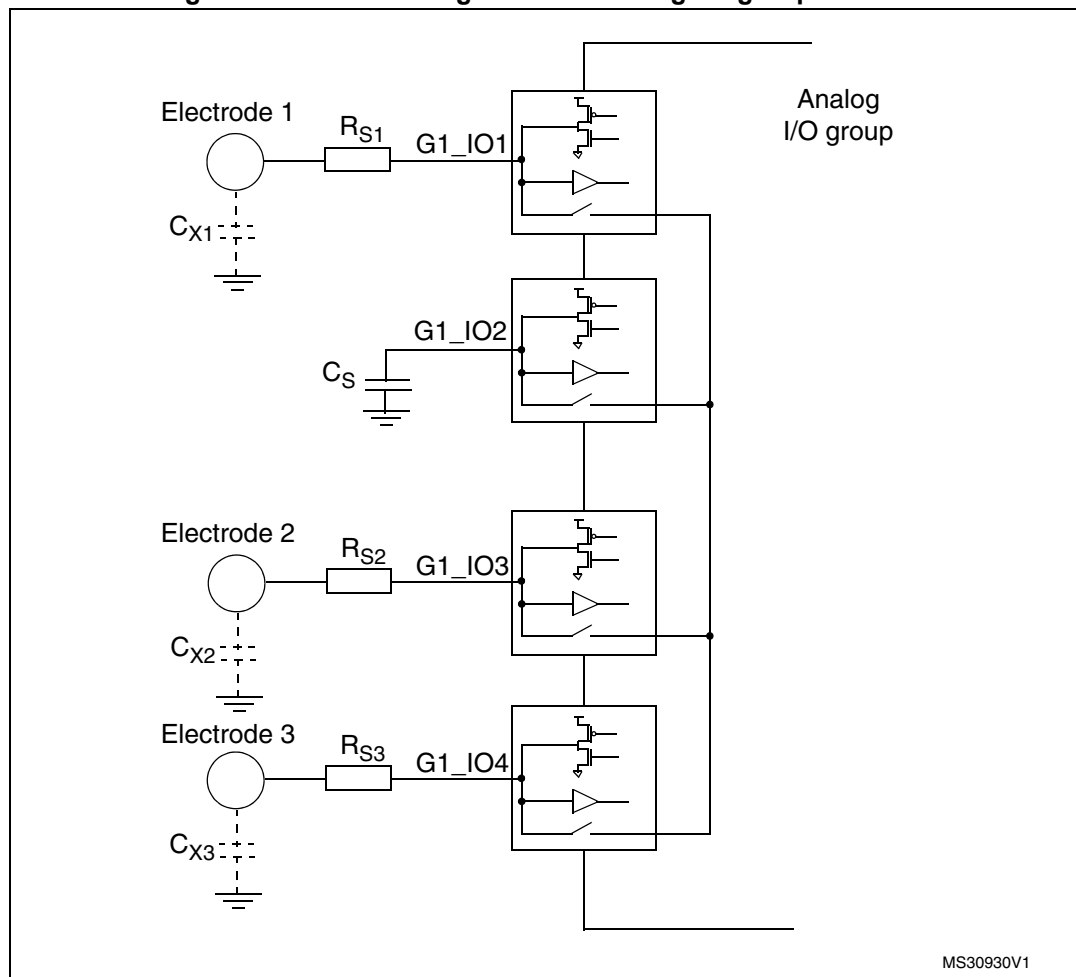 Analog
I/O group
Electrode 1
RS1
G1_IO1
CX1
G1_IO2
CS
Electrode 2
RS2
G1_IO3
CX2
Electrode 3
RS3
G1_IO4
CX3
MS30930V1